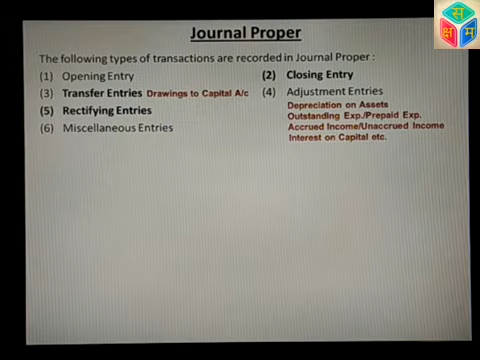 Journal Proper
स
क्ष म
The following types of transactions are recorded in Journal Proper :
(1) Opening Entry (2) Closing Entry
(3) Transfer Entries Drawings to Capital A/c (4) Adjustment Entries
Depreciation on Assets
Outstanding Exp./Prepaid Exp.
(5) Rectifying Entries
Accrued Income/Unaccrued Income
(6) Miscellaneous Entries
Interest on Capital etc.